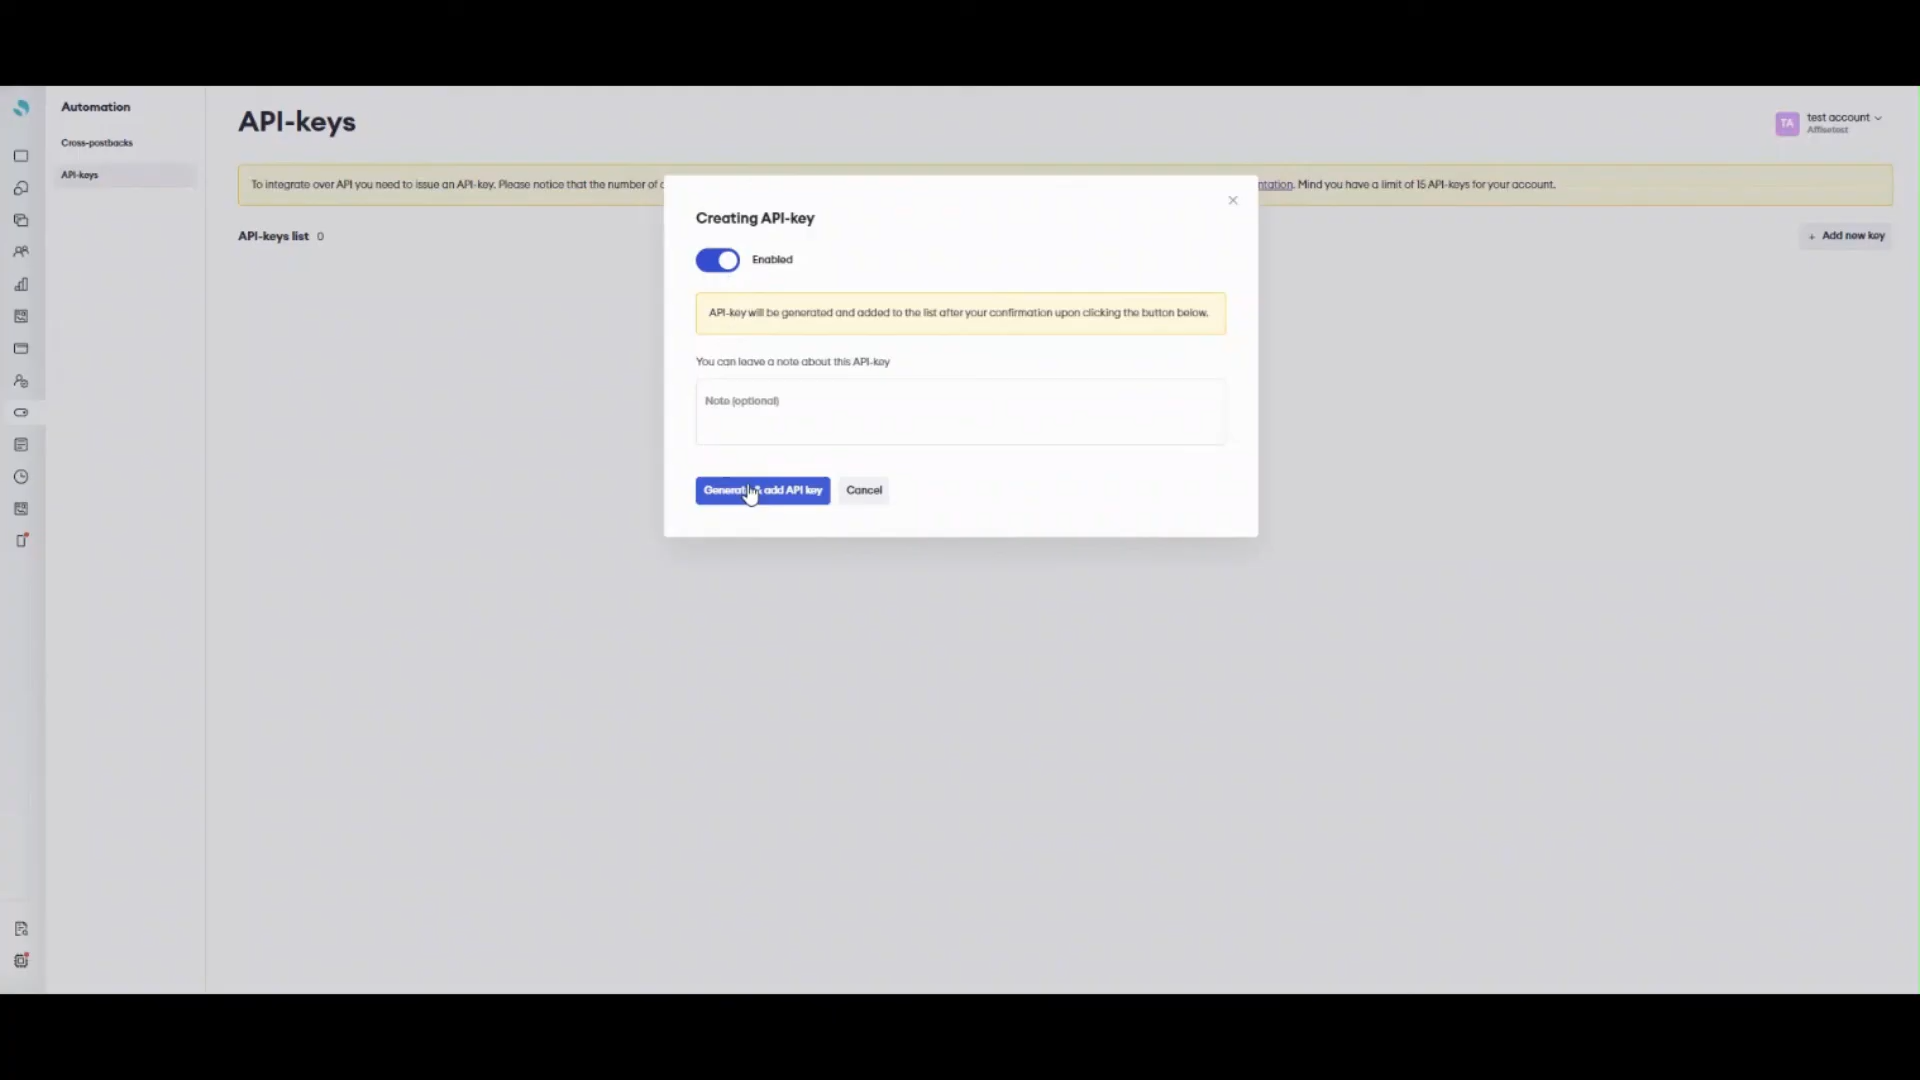 Automation
Cross-postbacks
API-keys
API-keys
TA
test account
Affisetest
To integrate over API you need to issue an API-key. Please notice that the number of
ntation. Mind you have a limit of 15 API-keys for your account.
API-keys list 0
+ Add new key
Creating API-key
Enabled
API-key will be generated and added to the list after your confirmation upon clicking the button below.
You can leave a note about this API-key
Note (optional)
add API key
Cancel